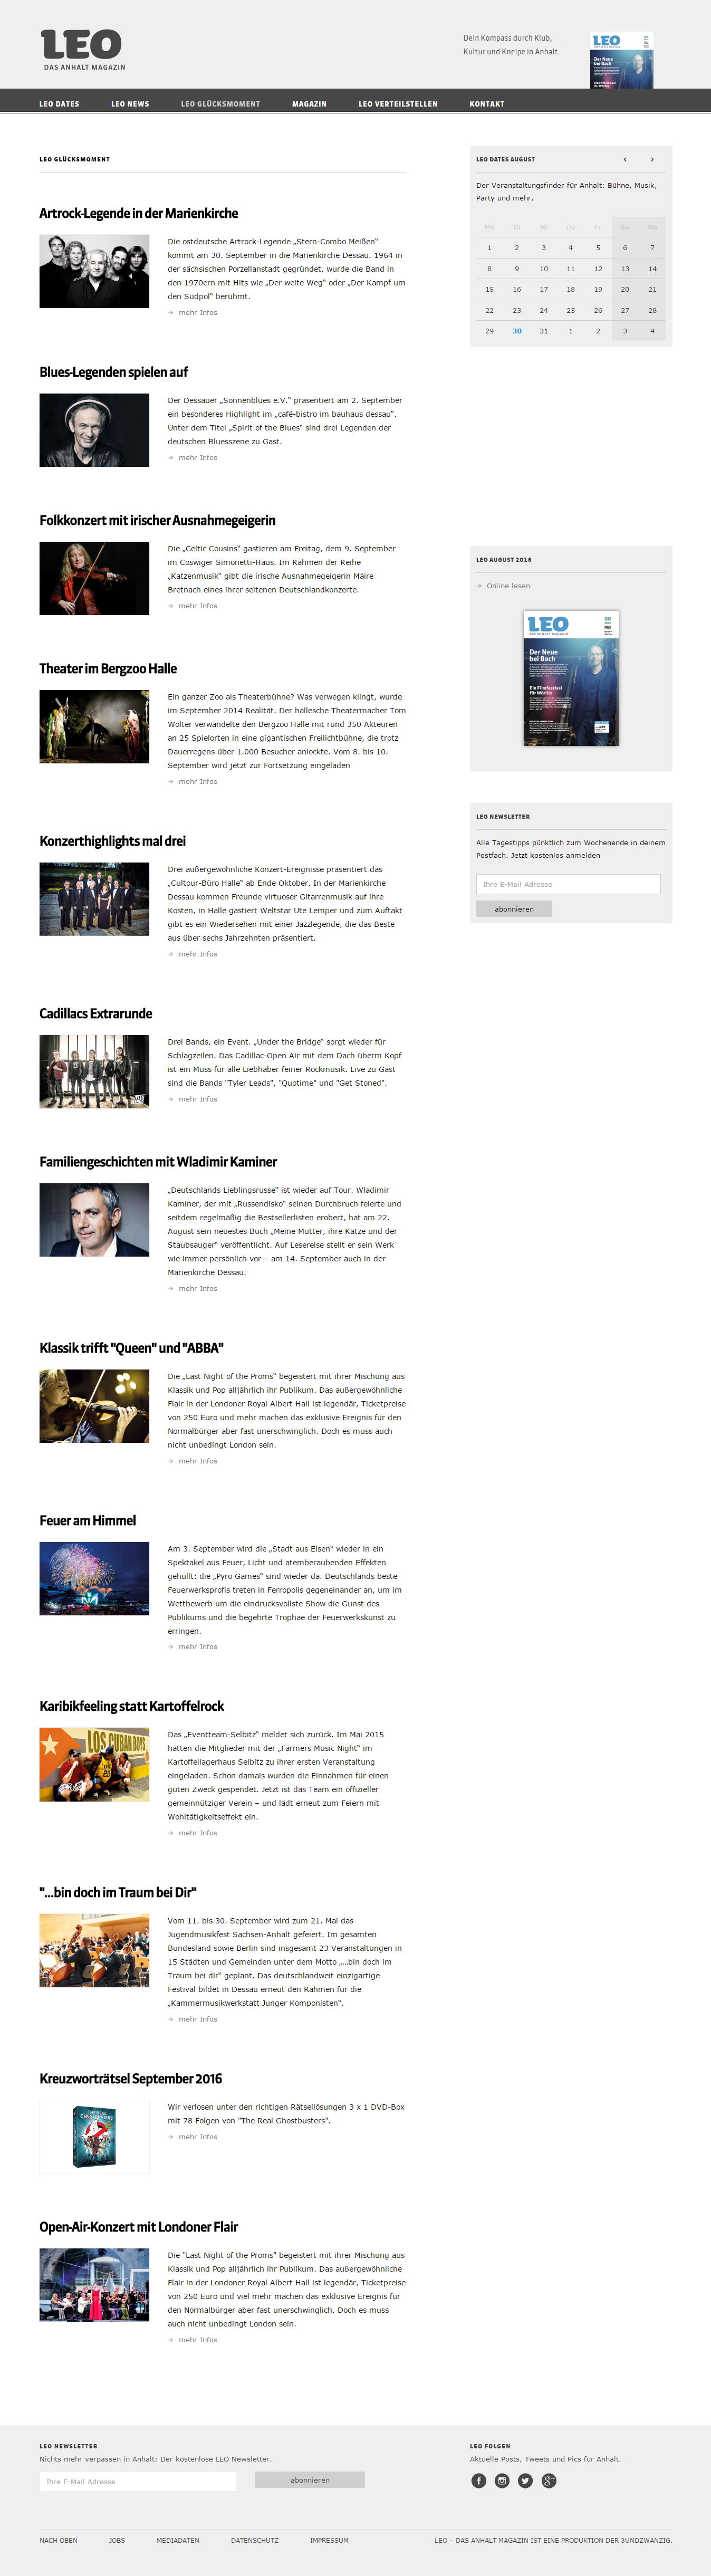 LEO
DAS ANHALT MAGAZIN
Dein Kompass durch Klub,
Kultur und Kneipe in Anhalt.
LEO
Der Neue
bei Bach
LEO DATES
LEO NEWS
LEO GLÜCKSMOMENT
MAGAZIN
LEO VERTEILSTELLEN
KONTAKT
LEO GLÜCKSMOMENT
Artrock-Legende in der Marienkirche
Die ostdeutsche Artrock-Legende „Stern-Combo Meißen“
kommt am 30. September in die Marienkirche Dessau. 1964 in
der sächsischen Porzellanstadt gegründet, wurde die Band in
den 1970ern mit Hits wie „Der weite Weg“ oder „Der Kampf um
den Südpol“ berühmt.
→ mehr Infos
Blues-Legenden spielen auf
Der Dessauer „Sonnenblues e.V.“ präsentiert am 2. September
ein besonderes Highlight im „café-bistro im bauhaus dessau“.
Unter dem Titel „Spirit of the Blues“ sind drei Legenden der
deutschen Bluesszene zu Gast.
→ mehr Infos
Folkkonzert mit irischer Ausnahmegeigerin
Die „Celtic Cousins“ gastieren am Freitag, dem 9. September
im Coswiger Simonetti-Haus. Im Rahmen der Reihe
„Katzenmusik“ gibt die irische Ausnahmegeigerin Máire
Bretnach eines ihrer seltenen Deutschlandkonzerte.
→ mehr Infos
Theater im Bergzoo Halle
Ein ganzer Zoo als Theaterbühne? Was verwegen klingt, wurde
im September 2014 Realität. Der hallesche Theatermacher Tom
Wolter verwandelte den Bergzoo Halle mit rund 350 Akteuren
an 25 Spielorten in eine gigantischen Freilichtbühne, die trotz
Dauerregens über 1.000 Besucher anlockte. Vom 8. bis 10.
September wird jetzt zur Fortsetzung eingeladen
→ mehr Infos
Konzerthighlights mal drei
Drei außergewöhnliche Konzert-Ereignisse präsentiert das
„Cultour-Büro Halle“ ab Ende Oktober. In der Marienkirche
Dessau kommen Freunde virtuoser Gitarrenmusik auf ihre
Kosten, in Halle gastiert Weltstar Ute Lemper und zum Auftakt
gibt es ein Wiedersehen mit einer Jazzlegende, die das Beste
aus über sechs Jahrzehnten präsentiert.
→ mehr Infos
Cadillacs Extrarunde
Drei Bands, ein Event. „Under the Bridge“ sorgt wieder für
Schlagzeilen. Das Cadillac-Open Air mit dem Dach überm Kopf
ist ein Muss für alle Liebhaber feiner Rockmusik. Live zu Gast
sind die Bands "Tyler Leads", "Quotime" und "Get Stoned".
→ mehr Infos
Familiengeschichten mit Wladimir Kaminer
„Deutschlands Lieblingsrusse“ ist wieder auf Tour. Wladimir
Kaminer, der mit „Russendisko“ seinen Durchbruch feierte und
seitdem regelmäßig die Bestsellerlisten erobert, hat am 22.
August sein neuestes Buch „Meine Mutter, ihre Katze und der
Staubsauger“ veröffentlicht. Auf Lesereise stellt er sein Werk
wie immer persönlich vor – am 14. September auch in der
Marienkirche Dessau.
→ mehr Infos
Klassik trifft "Queen" und "ABBA"
Die „Last Night of the Proms“ begeistert mit ihrer Mischung aus
Klassik und Pop alljährlich ihr Publikum. Das außergewöhnliche
Flair in der Londoner Royal Albert Hall ist legendär, Ticketpreise
von 250 Euro und mehr machen das exklusive Ereignis für den
Normalbürger aber fast unerschwinglich. Doch es muss auch
nicht unbedingt London sein.
→ mehr Infos
Feuer am Himmel
Am 3. September wird die „Stadt aus Eisen“ wieder in ein
Spektakel aus Feuer, Licht und atemberaubenden Effekten
gehüllt: die „Pyro Games“ sind wieder da. Deutschlands beste
Feuerwerksprofis treten in Ferropolis gegeneinander an, um im
Wettbewerb um die eindrucksvollste Show die Gunst des
Publikums und die begehrte Trophäe der Feuerwerkskunst zu
erringen.
→ mehr Infos
Karibikfeeling statt Kartoffelrock
LOS CUBAN BOYS
Das „Eventteam-Selbitz“ meldet sich zurück. Im Mai 2015
hatten die Mitglieder mit der „Farmers Music Night“ im
Kartoffellagerhaus Selbitz zu ihrer ersten Veranstaltung
eingeladen. Schon damals wurden die Einnahmen für einen
guten Zweck gespendet. Jetzt ist das Team ein offizieller
gemeinnütziger Verein – und lädt erneut zum Feiern mit
Wohltätigkeitseffekt ein.
→ mehr Infos
"...bin doch im Traum bei Dir"
Vom 11. bis 30. September wird zum 21. Mal das
Jugendmusikfest Sachsen-Anhalt gefeiert. Im gesamten
Bundesland sowie Berlin sind insgesamt 23 Veranstaltungen in
15 Städten und Gemeinden unter dem Motto „...bin doch im
Traum bei dir“ geplant. Das deutschlandweit einzigartige
Festival bildet in Dessau erneut den Rahmen für die
„Kammermusikwerkstatt Junger Komponisten“.
→ mehr Infos
Kreuzworträtsel September 2016
Wir verlosen unter den richtigen Rätsellösungen 3 x 1 DVD-Box
mit 78 Folgen von "The Real Ghostbusters".
→ mehr Infos
Open-Air-Konzert mit Londoner Flair
Die "Last Night of the Proms" begeistert mit ihrer Mischung aus
Klassik und Pop alljährlich ihr Publikum. Das außergewöhnliche
Flair in der Londoner Royal Albert Hall ist legendär, Ticketpreise
von 250 Euro und viel mehr machen das exklusive Ereignis für
den Normalbürger aber fast unerschwinglich. Doch es muss
auch nicht unbedingt London sein.
→ mehr Infos
LEO DATES AUGUST
Der Veranstaltungsfinder für Anhalt: Bühne, Musik,
Party und mehr.
Mo Di Mi Do Fr Sa So
1 2 3 4 5 6 7
8 9 10 11 12 13 14
15 16 17 18 19 20 21
22 23 24 25 26 27 28
29 30 31 1 2 3 4
LEO AUGUST 2016
→ Online lesen
LEO
DAS ANHALT MAGAZIN
08
Der Neue
bei Bach
Ein Filmfestival
für Wörlitz
LEO NEWSLETTER
Alle Tagestipps pünktlich zum Wochenende in deinem
Postfach. Jetzt kostenlos anmelden
Ihre E-Mail Adresse
abonnieren
LEO NEWSLETTER
Nichts mehr verpassen in Anhalt: Der kostenlose LEO Newsletter.
Ihre E-Mail Adresse
abonnieren
LEO FOLGEN
Aktuelle Posts, Tweets und Pics für Anhalt.
NACH OBEN
JOBS
MEDIADATEN
DATENSCHUTZ
IMPRESSUM
LEO – DAS ANHALT MAGAZIN IST EINE PRODUKTION DER 3UNDZWANZIG.